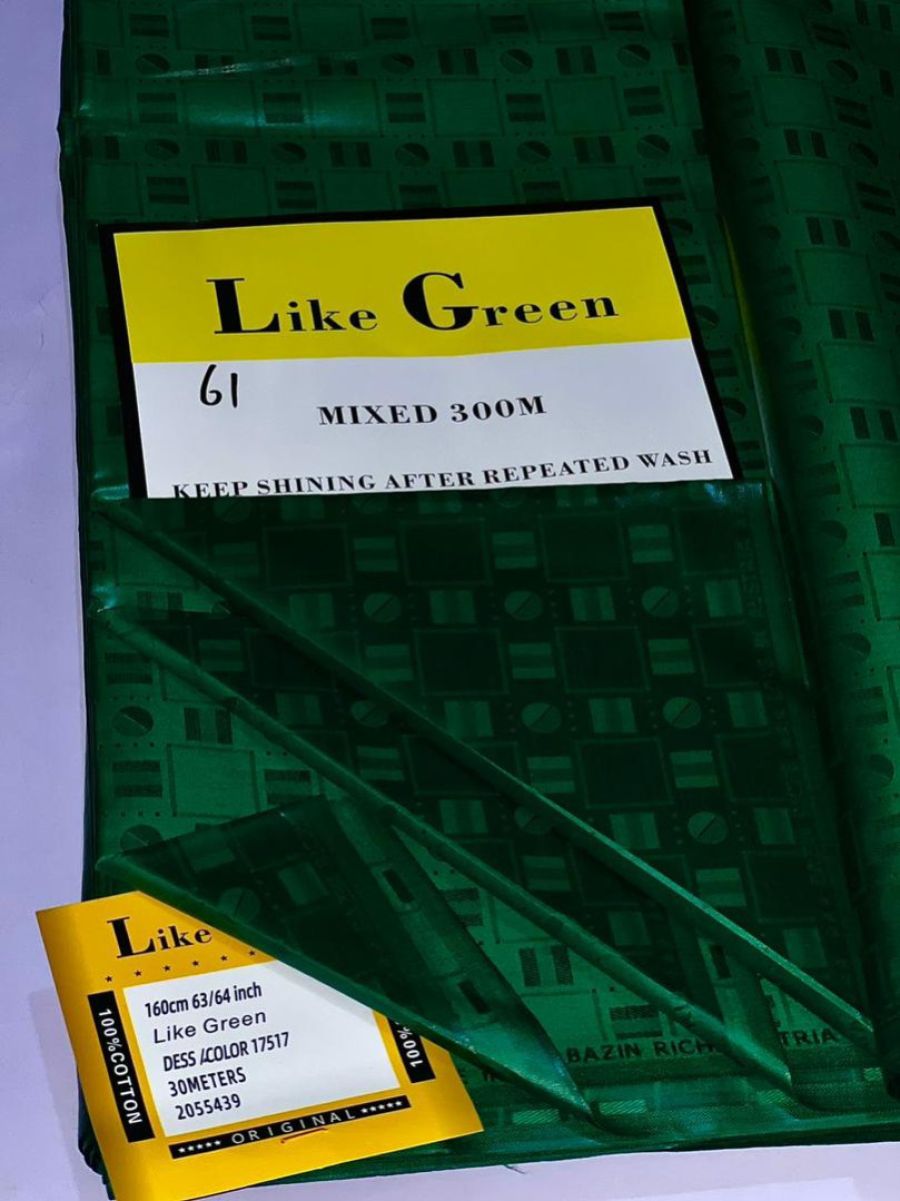 Like Green
61
MIXED 300M
KEEP SHINING AFTER REPEATED WASH
Like
160cm 63/64 inch
Like Green
DESS /COLOR 17517
30METERS
2055439
100%COTTON
100%
★★★★★ ORIGINAL ★★★★★
BAZIN RICH